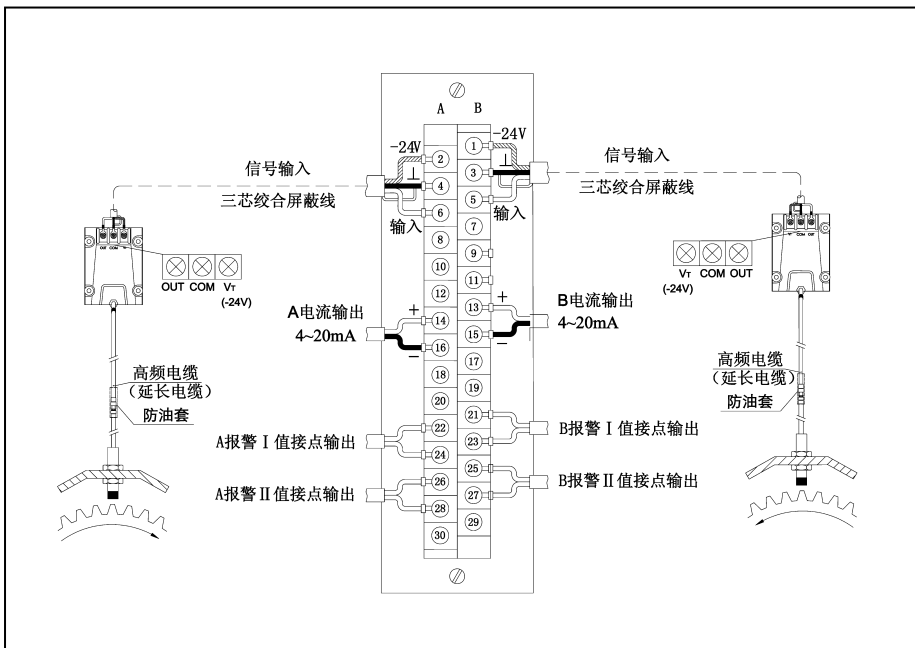 A B
-24V
-24V
① ② ③ ④ ⑤ ⑥ ⑦ ⑧ ⑨ ⑩ ⑪ ⑫ ⑬ ⑭ ⑮ ⑯ ⑰ ⑱ ⑲ ⑳ ㉑ ㉒ ㉓ ㉔ ㉕ ㉖ ㉗ ㉘ ㉙ ㉚
信号输入
三芯绞合屏蔽线
输入
输入
信号输入
三芯绞合屏蔽线
OUT COM
OUT COM VT
(-24V)
COM OUT
VT COM OUT
(-24V)
A电流输出
4~20mA
+
−
+
−
B电流输出
4~20mA
高频电缆
(延长电缆)
防油套
高频电缆
(延长电缆)
防油套
A报警Ⅰ值接点输出
A报警Ⅱ值接点输出
B报警Ⅰ值接点输出
B报警Ⅱ值接点输出